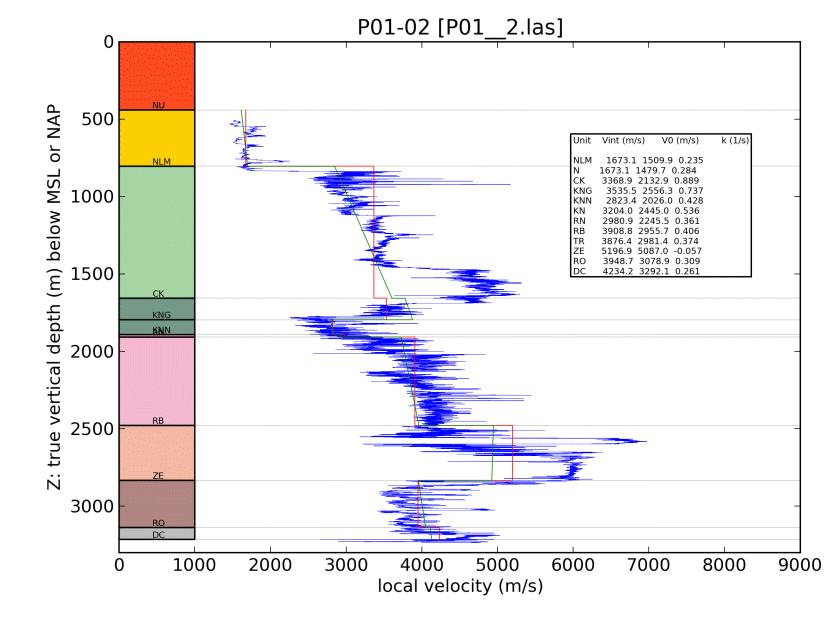 P01-02 [P01__2.las]
Z: true vertical depth (m) below MSL or NAP
0
500
1000
1500
2000
2500
3000
NU
NLM
CK
KNG
KNN
RB
ZE
RO
DC
Unit Vint (m/s) V0 (m/s) k (1/s)
NLM 1673.1 1509.9 0.235
N 1673.1 1479.7 0.284
CK 3368.9 2132.9 0.889
KNG 3535.5 2556.3 0.737
KNN 2823.4 2026.0 0.428
KN 3204.0 2445.0 0.536
RN 2980.9 2245.5 0.361
RB 3908.8 2955.7 0.406
TR 3876.4 2981.4 0.374
ZE 5196.9 5087.0 -0.057
RO 3948.7 3078.9 0.309
DC 4234.2 3292.1 0.261
0 1000 2000 3000 4000 5000 6000 7000 8000 9000
local velocity (m/s)